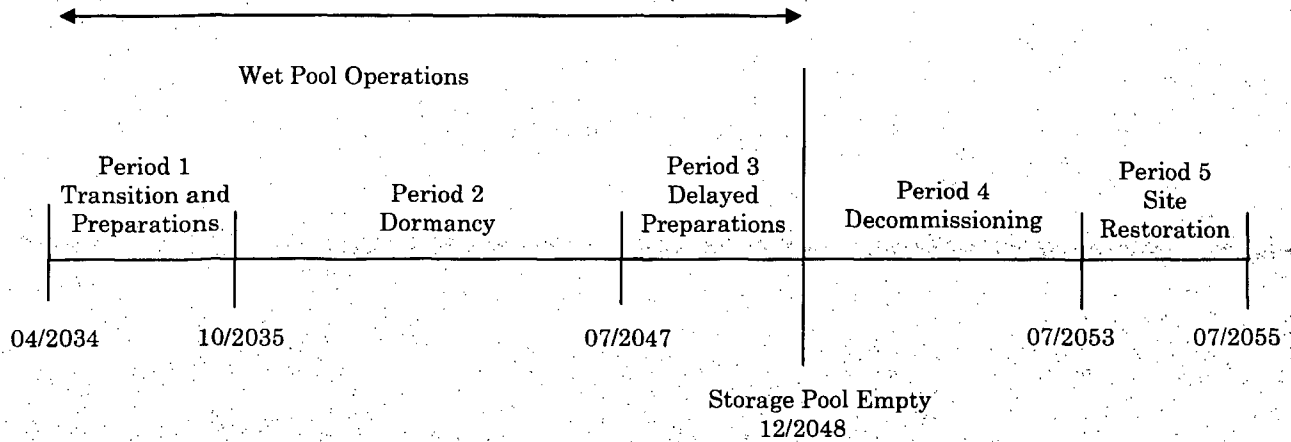 Wet Pool Operations
Period 1
Transition and
Preparations
Period 2
Dormancy
Period 3
Delayed
Preparations
Period 4
Decommissioning
Period 5
Site
Restoration
04/2034
10/2035
07/2047
07/2053
07/2055
Storage Pool Empty
12/2048